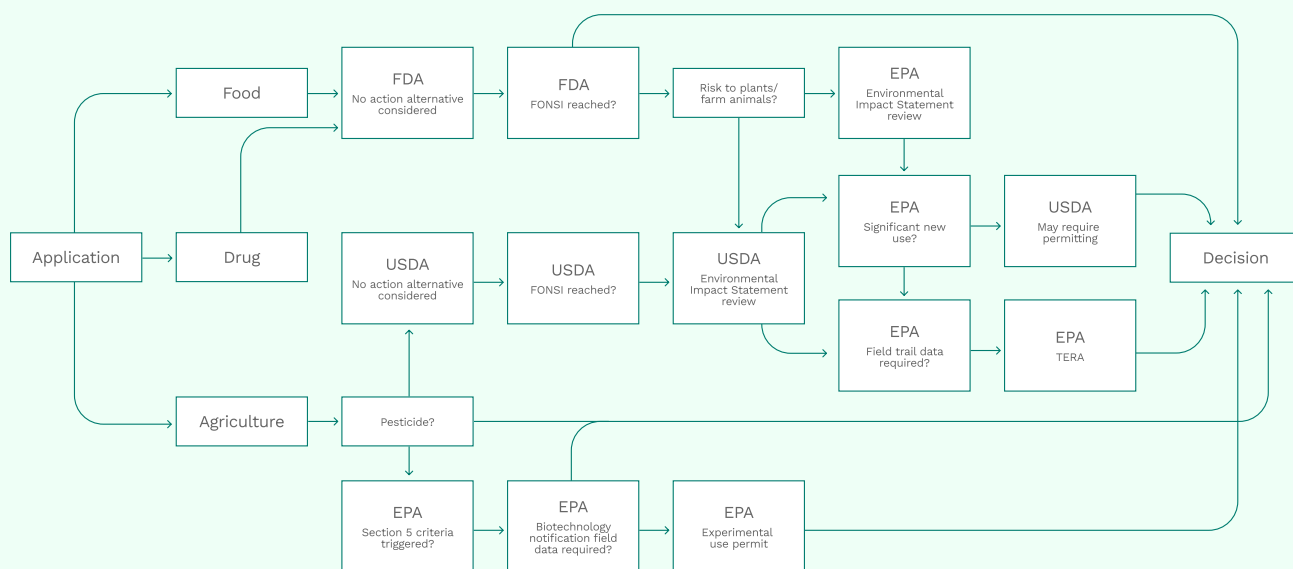 Food
FDA
No action alternative
considered
FDA
FONSI reached?
Risk to plants/
farm animals?
EPA
Environmental
Impact Statement
review
Application
Drug
USDA
No action alternative
considered
USDA
FONSI reached?
USDA
Environmental
Impact Statement
review
EPA
Significant new
use?
USDA
May require
permitting
Decision
EPA
Field trail data
required?
EPA
TERA
Agriculture
Pesticide?
EPA
Section 5 criteria
triggered?
EPA
Biotechnology
notification field
data required?
EPA
Experimental
use permit